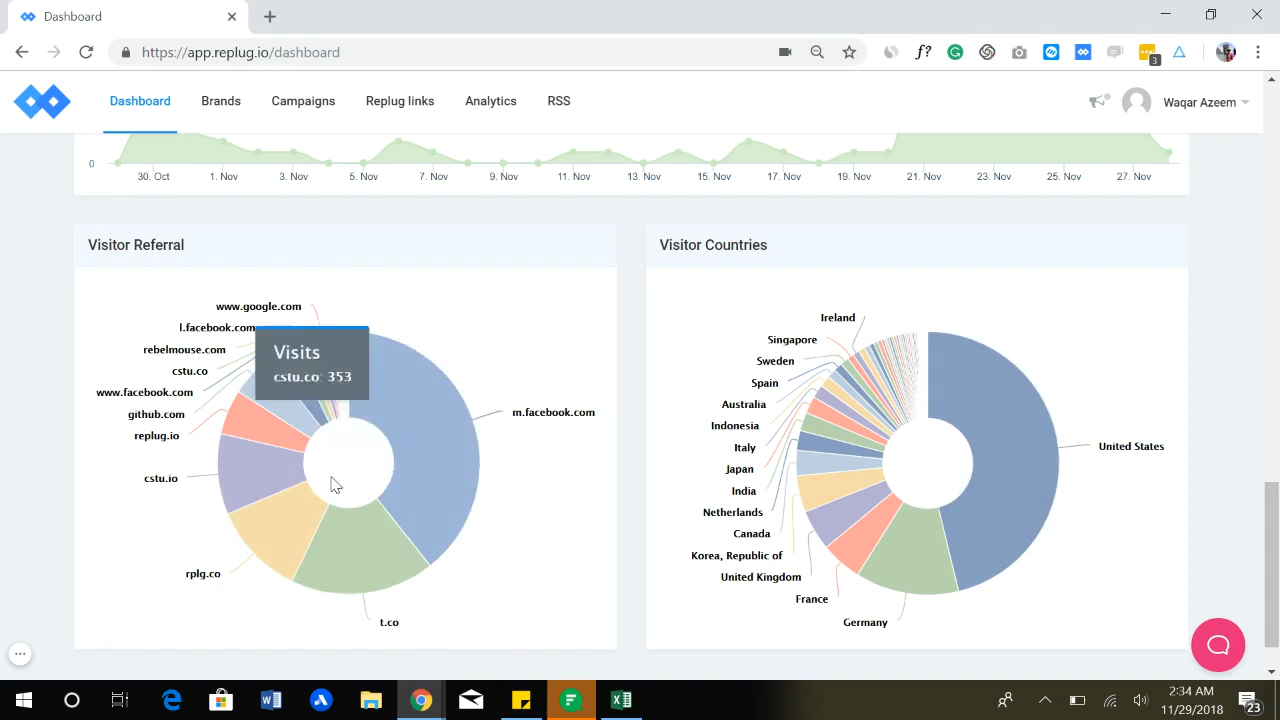 Dashboard
https://app.replug.io/dashboard
f?
3
Dashboard Brands Campaigns Replug links Analytics RSS Waqar Azeem
0
30. Oct 1. Nov 3. Nov 5. Nov 7. Nov 9. Nov 11. Nov 13. Nov 15. Nov 17. Nov 19. Nov 21. Nov 23. Nov 25. Nov 27. Nov
Visitor Referral
www.google.com
l.facebook.com
rebelmouse.com
cstu.co
www.facebook.com
github.com
replug.io
cstu.io
rplg.co
t.co
m.facebook.com
Visits
cstu.co: 353
Visitor Countries
Ireland
Singapore
Sweden
Spain
Australia
Indonesia
Italy
Japan
India
Netherlands
Canada
Korea, Republic of
United Kingdom
France
Germany
United States
2:34 AM
11/29/2018
23